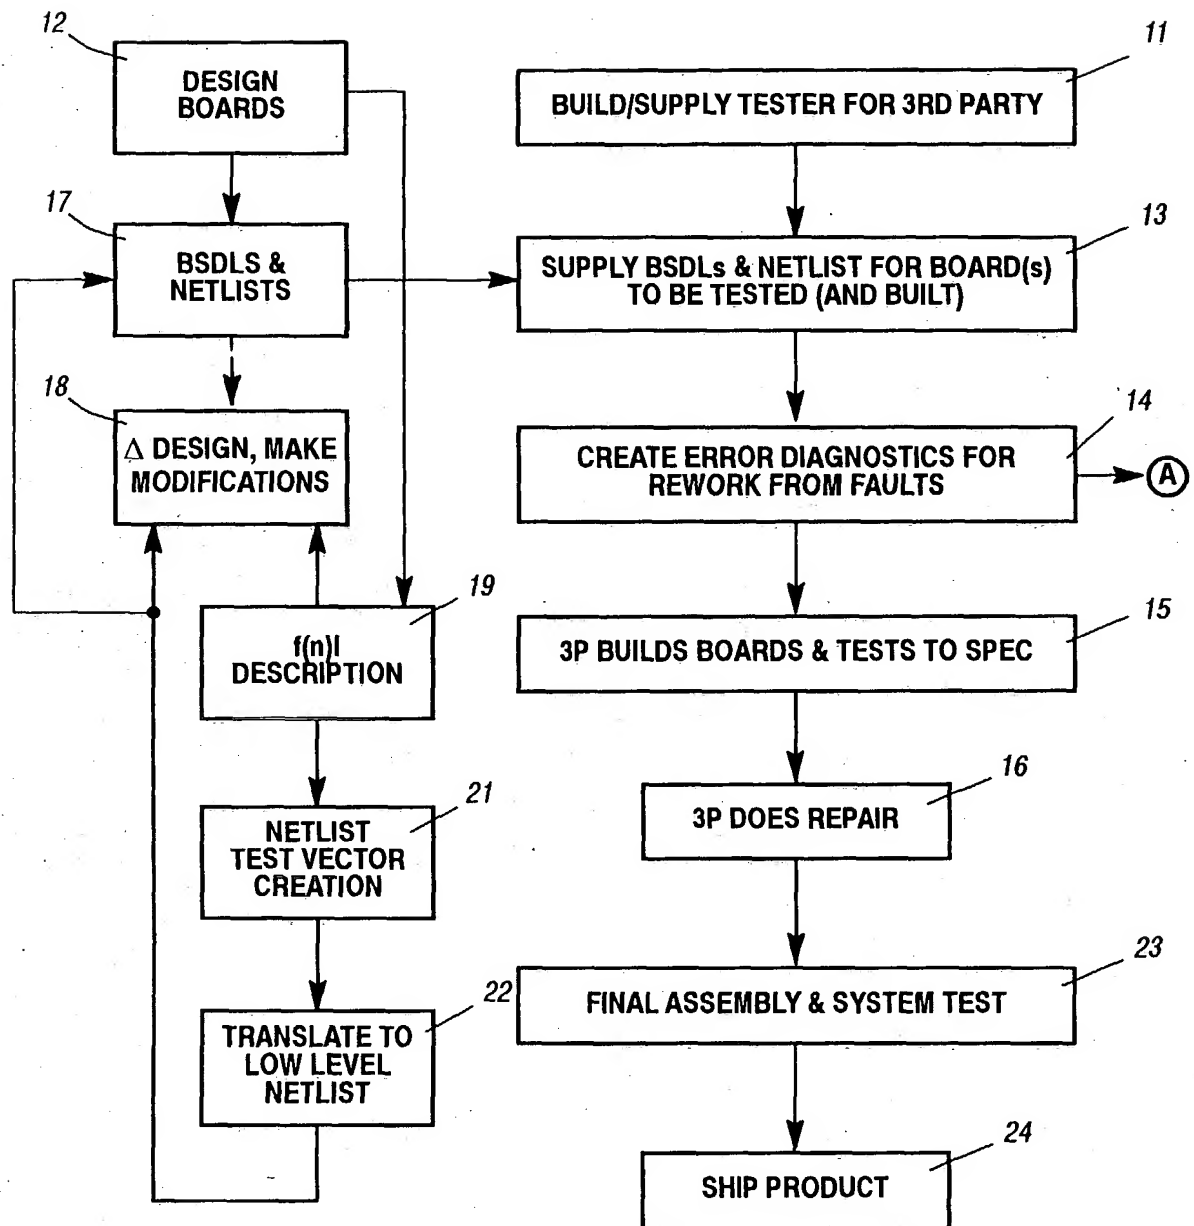 12
DESIGN
BOARDS
11
BUILD/SUPPLY TESTER FOR 3RD PARTY
17
BSDLS &
NETLISTS
13
SUPPLY BSDLs & NETLIST FOR BOARD(s)
TO BE TESTED (AND BUILT)
18
Δ DESIGN, MAKE
MODIFICATIONS
14
CREATE ERROR DIAGNOSTICS FOR
REWORK FROM FAULTS
A
19
f(n)l
DESCRIPTION
15
3P BUILDS BOARDS & TESTS TO SPEC
21
NETLIST
TEST VECTOR
CREATION
16
3P DOES REPAIR
22
TRANSLATE TO
LOW LEVEL
NETLIST
23
FINAL ASSEMBLY & SYSTEM TEST
24
SHIP PRODUCT